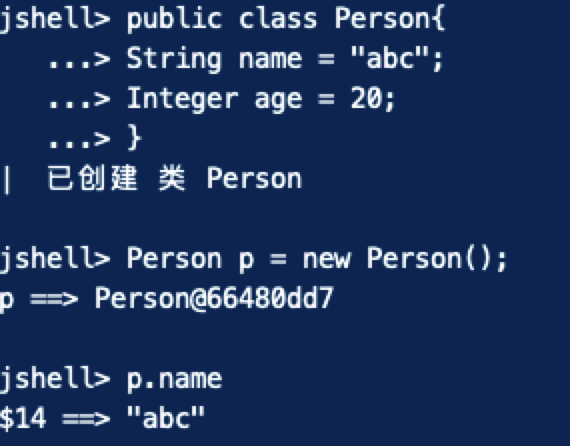 jshell> public class Person{
...> String name = "abc";
...> Integer age = 20;
...> }
| 已创建 类 Person
jshell> Person p = new Person();
p ==> Person@66480dd7
jshell> p.name
$14 ==> "abc"